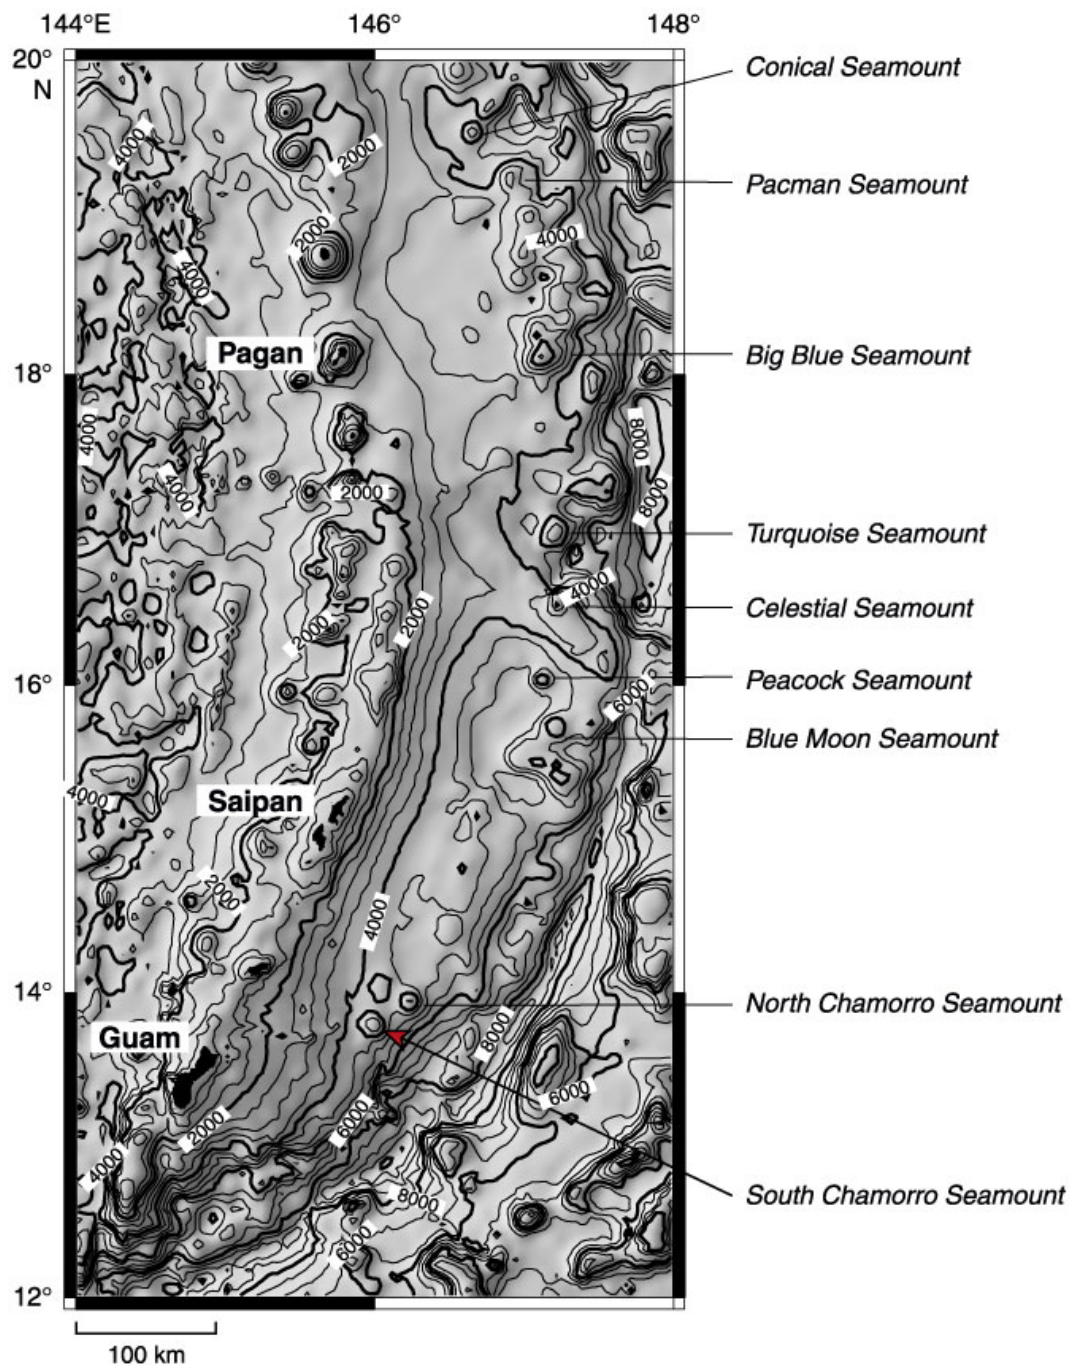 144°E 146° 148°
20°
N
Conical Seamount
4000
2000
Pacman Seamount
2000
4000
4000
Pagan
Big Blue Seamount
18°
4000
8000
4000
2000
8000
Turquoise Seamount
4000
2000
Celestial Seamount
2000
16°
Peacock Seamount
6000
Blue Moon Seamount
4000
Saipan
2000
4000
14°
North Chamorro Seamount
Guam
8000
6000
2000
6000
4000
South Chamorro Seamount
8000
6000
12°
100 km